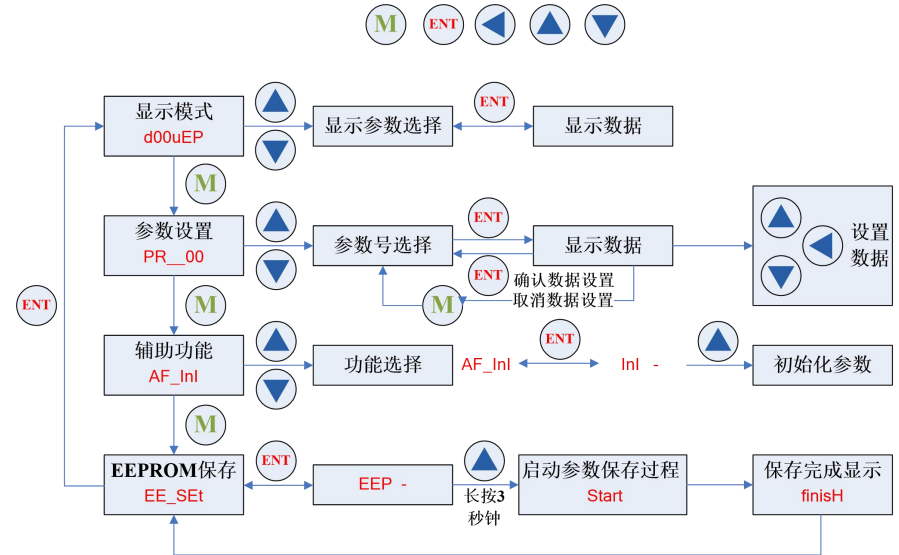 M ENT
显示模式
d00uEP
显示参数选择
ENT
显示数据
M
参数设置
PR__00
参数号选择
ENT
显示数据
设置
数据
ENT
确认数据设置
取消数据设置
M
ENT
M
辅助功能
AF_InI
功能选择
AF_InI
ENT
InI -
初始化参数
M
EEPROM保存
EE_SEt
ENT
EEP -
长按3
秒钟
启动参数保存过程
Start
保存完成显示
finisH